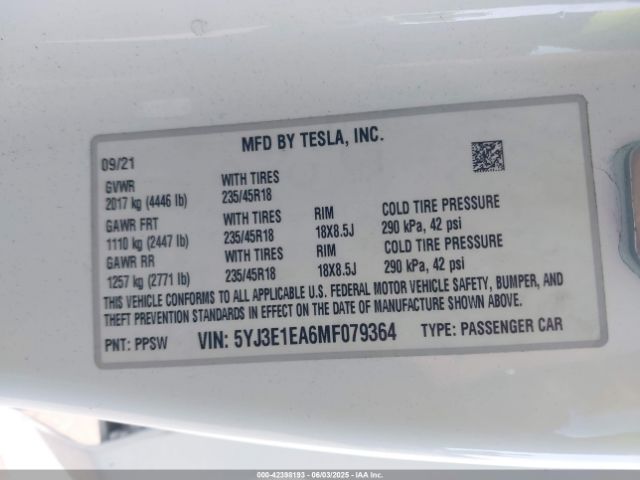 MFD BY TESLA, INC.
09/21
GVWR WITH TIRES
2017 kg (4446 lb) 235/45R18
GAWR FRT WITH TIRES RIM COLD TIRE PRESSURE
1110 kg (2447 lb) 235/45R18 18X8.5J 290 kPa, 42 psi
GAWR RR WITH TIRES RIM COLD TIRE PRESSURE
1257 kg (2771 lb) 235/45R18 18X8.5J 290 kPa, 42 psi
THIS VEHICLE CONFORMS TO ALL APPLICABLE U.S. FEDERAL MOTOR VEHICLE SAFETY, BUMPER, AND
THEFT PREVENTION STANDARDS IN EFFECT ON THE DATE OF MANUFACTURE SHOWN ABOVE.
PNT: PPSW VIN: 5YJ3E1EA6MF079364 TYPE: PASSENGER CAR
000-42398193 - 06/03/2025 - IAA Inc.